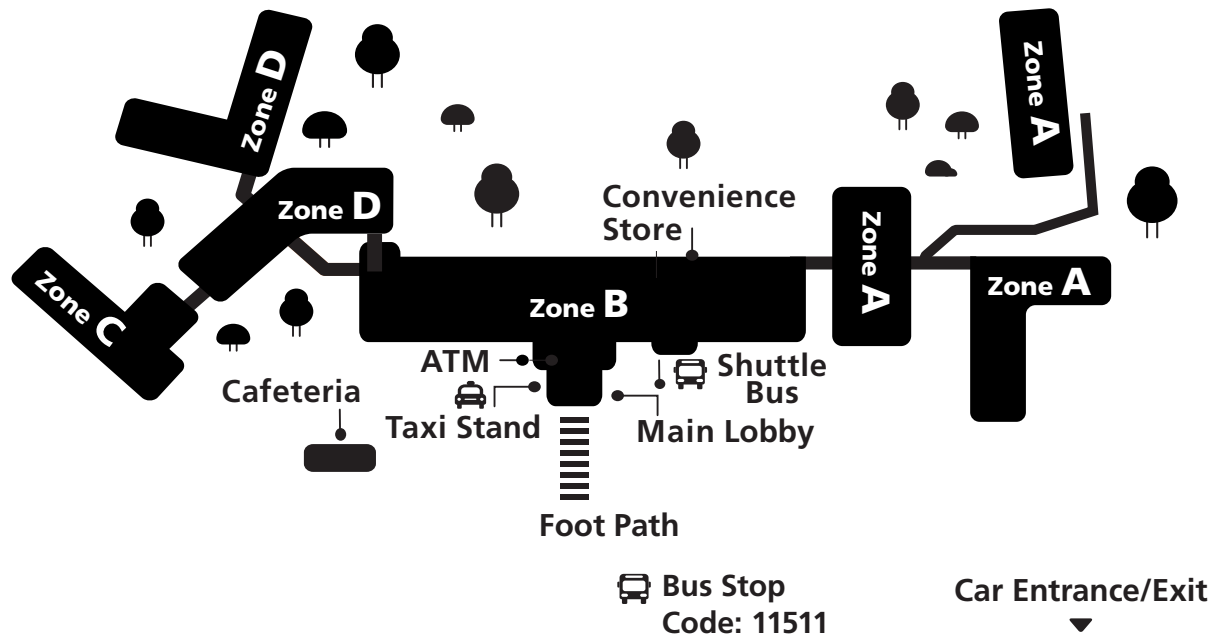 Zone D
Zone A
Zone D
Convenience
Store
Zone A
Zone C
Zone B
Zone A
ATM
Shuttle
Bus
Cafeteria
Taxi Stand
Main Lobby
Foot Path
Bus Stop
Code: 11511
Car Entrance/Exit